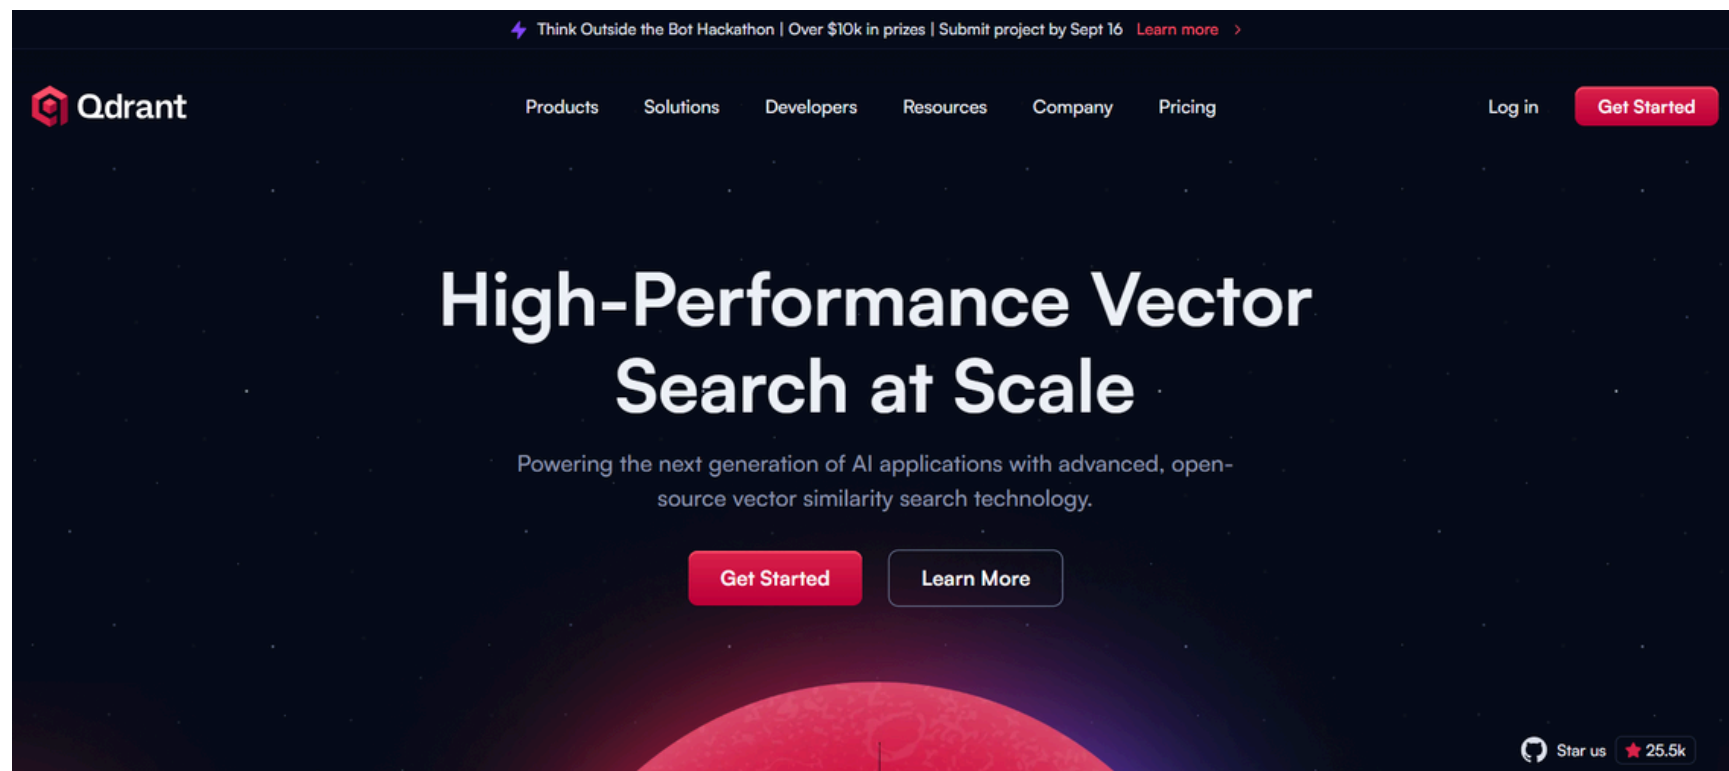 Think Outside the Bot Hackathon | Over $10k in prizes | Submit project by Sept 16 Learn more
Qdrant Products Solutions Developers Resources Company Pricing Log in Get Started
High-Performance Vector
Search at Scale
Powering the next generation of AI applications with advanced, open-
source vector similarity search technology.
Get Started Learn More
Star us 25.5k